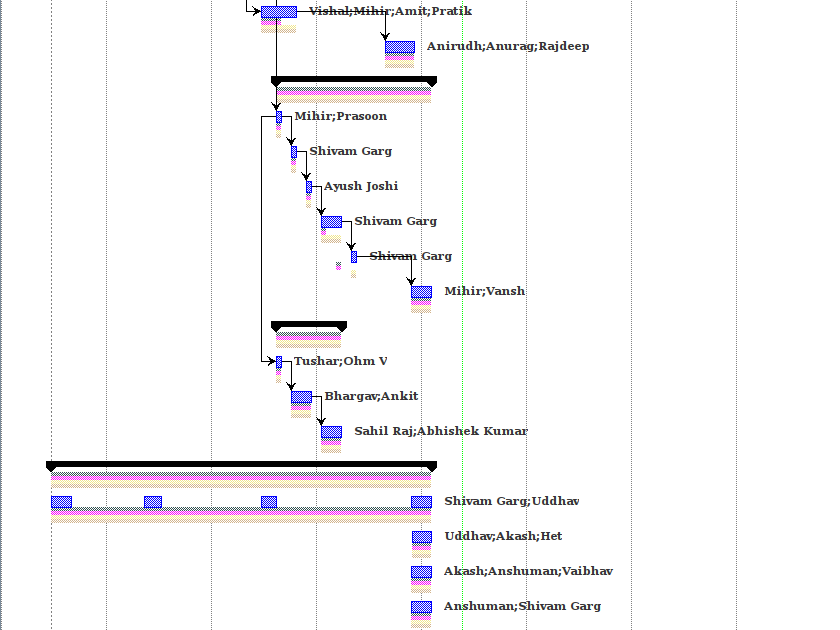 Vishal;Mihir;Amit;Pratik
Anirudh;Anurag;Rajdeep
Mihir;Prasoon
Shivam Garg
Ayush Joshi
Shivam Garg
Shivam Garg
Mihir;Vansh
Tushar;Ohm V
Bhargav;Ankit
Sahil Raj;Abhishek Kumar
Shivam Garg;Uddhav
Uddhav;Akash;Het
Akash;Anshuman;Vaibhav
Anshuman;Shivam Garg